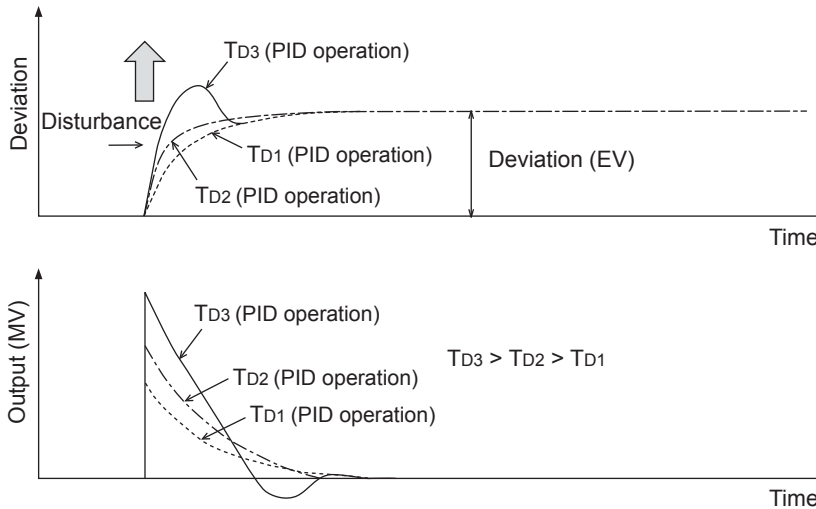 Deviation
TD3 (PID operation)
Disturbance
TD1 (PID operation)
Deviation (EV)
TD2 (PID operation)
Time
Output (MV)
TD3 (PID operation)
TD3 > TD2 > TD1
TD2 (PID operation)
TD1 (PID operation)
Time